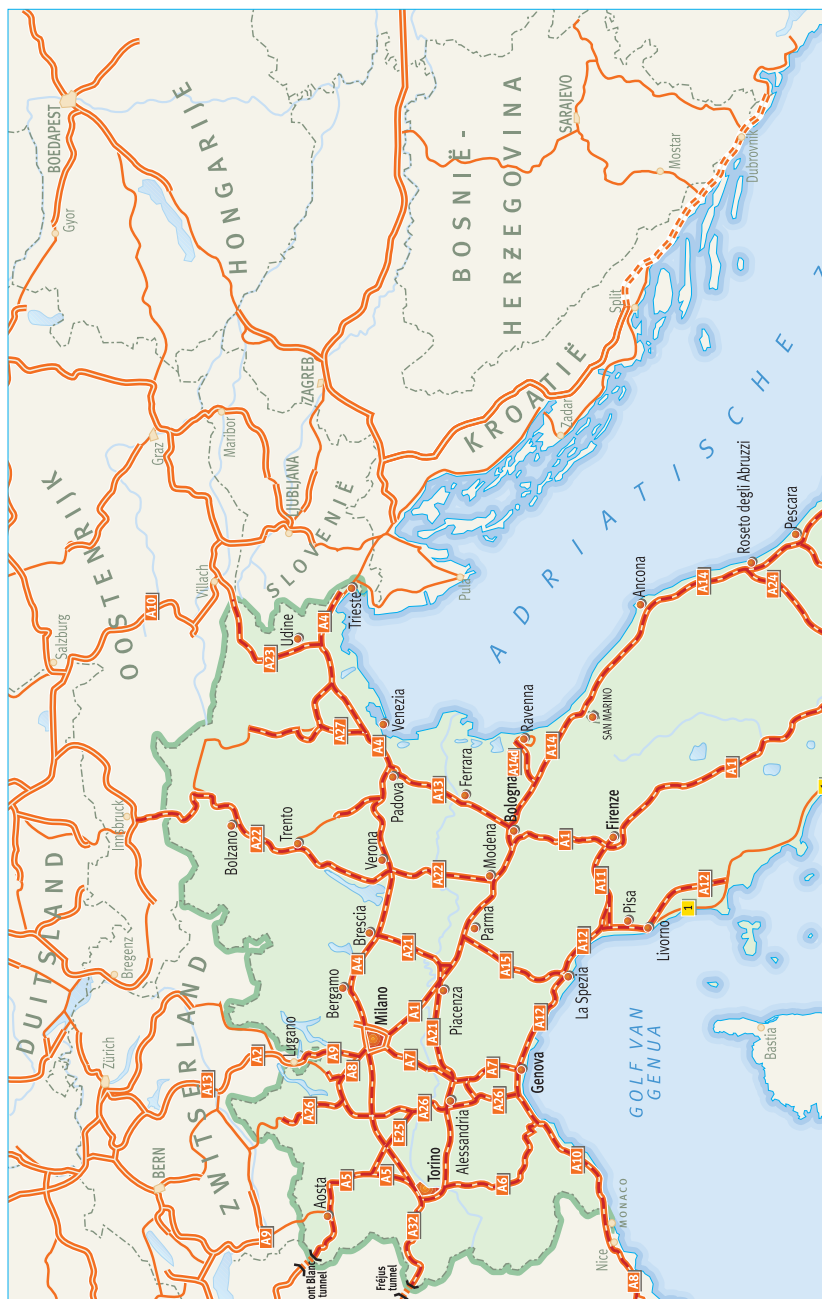 DUITSLAND
Zürich
Bregenz
Innsbruck
Salzburg
OOSTENRIJK
A10
Graz
Gyor
BOEDAPEST
ZWITSERLAND
BERN
A13
A2
A9
Villach
Maribor
HONGARIJE
Aosta
Lugano
Bolzano
A22
A23
Udine
SLOVENIË
LJUBLJANA
ZAGREB
Mont Blanc
tunnel
A5
A26
A9
A8
Bergamo
A4
Brescia
Trento
Verona
A27
A4
Trieste
Fréjus
tunnel
A32
A5
E25
A26
Torino
Milano
A7
A1
A21
A21
Piacenza
A22
Padova
A4
Venezia
Pula
KROATIË
Zadar
BOSNIË-
HERZEGOVINA
Alessandria
A26
A7
A6
Genova
A12
A15
Parma
Modena
A13
Ferrara
Bologna
A14d
Ravenna
A14
SAN MARINO
A10
La Spezia
A12
A11
Pisa
A1
Firenze
Livorno
A12
1
A1
Ancona
A14
Roseto degli Abruzzi
A24
Pescara
Split
Mostar
SARAJEVO
Dubrovnik
ADRIATISCHE Z
GOLF VAN
GENUA
Nice
MONACO
A8
Bastia